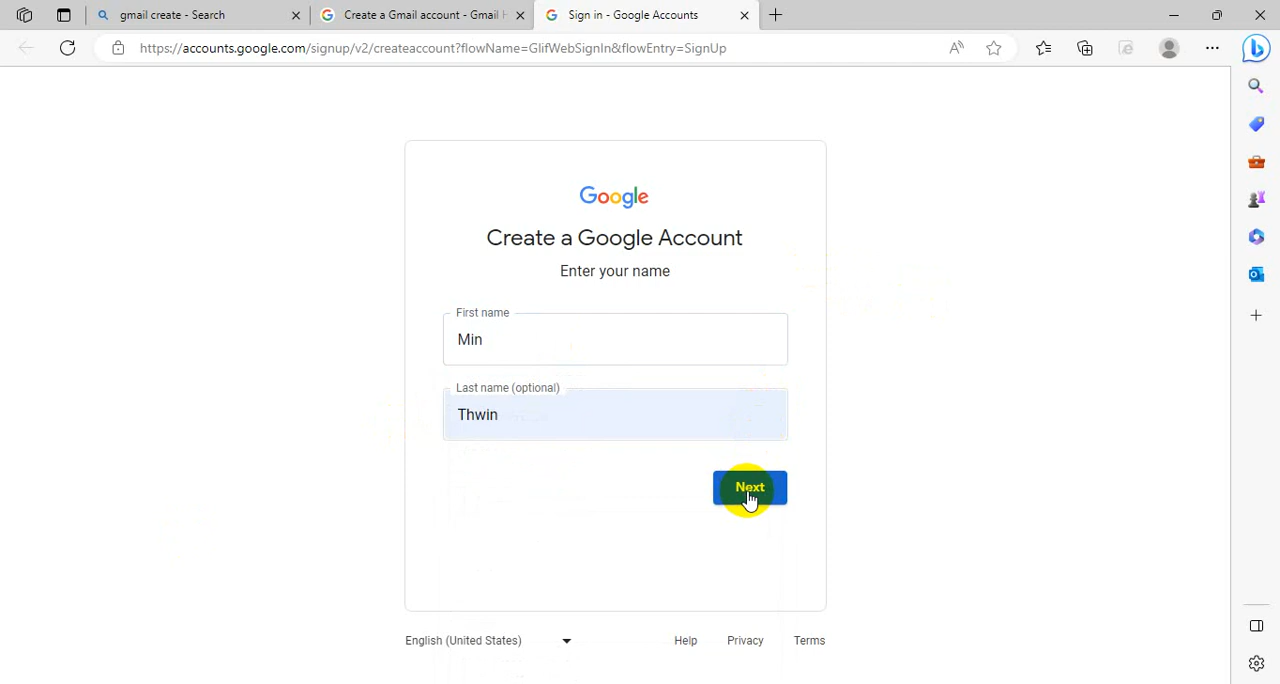 gmail create - Search
Create a Gmail account - Gmail H
Sign in - Google Accounts
https://accounts.google.com/signup/v2/createaccount?flowName=GlifWebSignIn&flowEntry=SignUp
Google
Create a Google Account
Enter your name
First name
Min
Last name (optional)
Thwin
Next
English (United States)
Help
Privacy
Terms